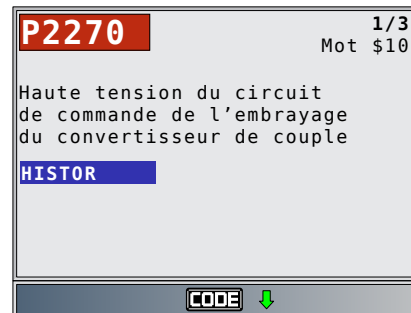 P2270
1/3
Mot $10
Haute tension du circuit
de commande de l'embrayage
du convertisseur de couple
HISTOR
CODE